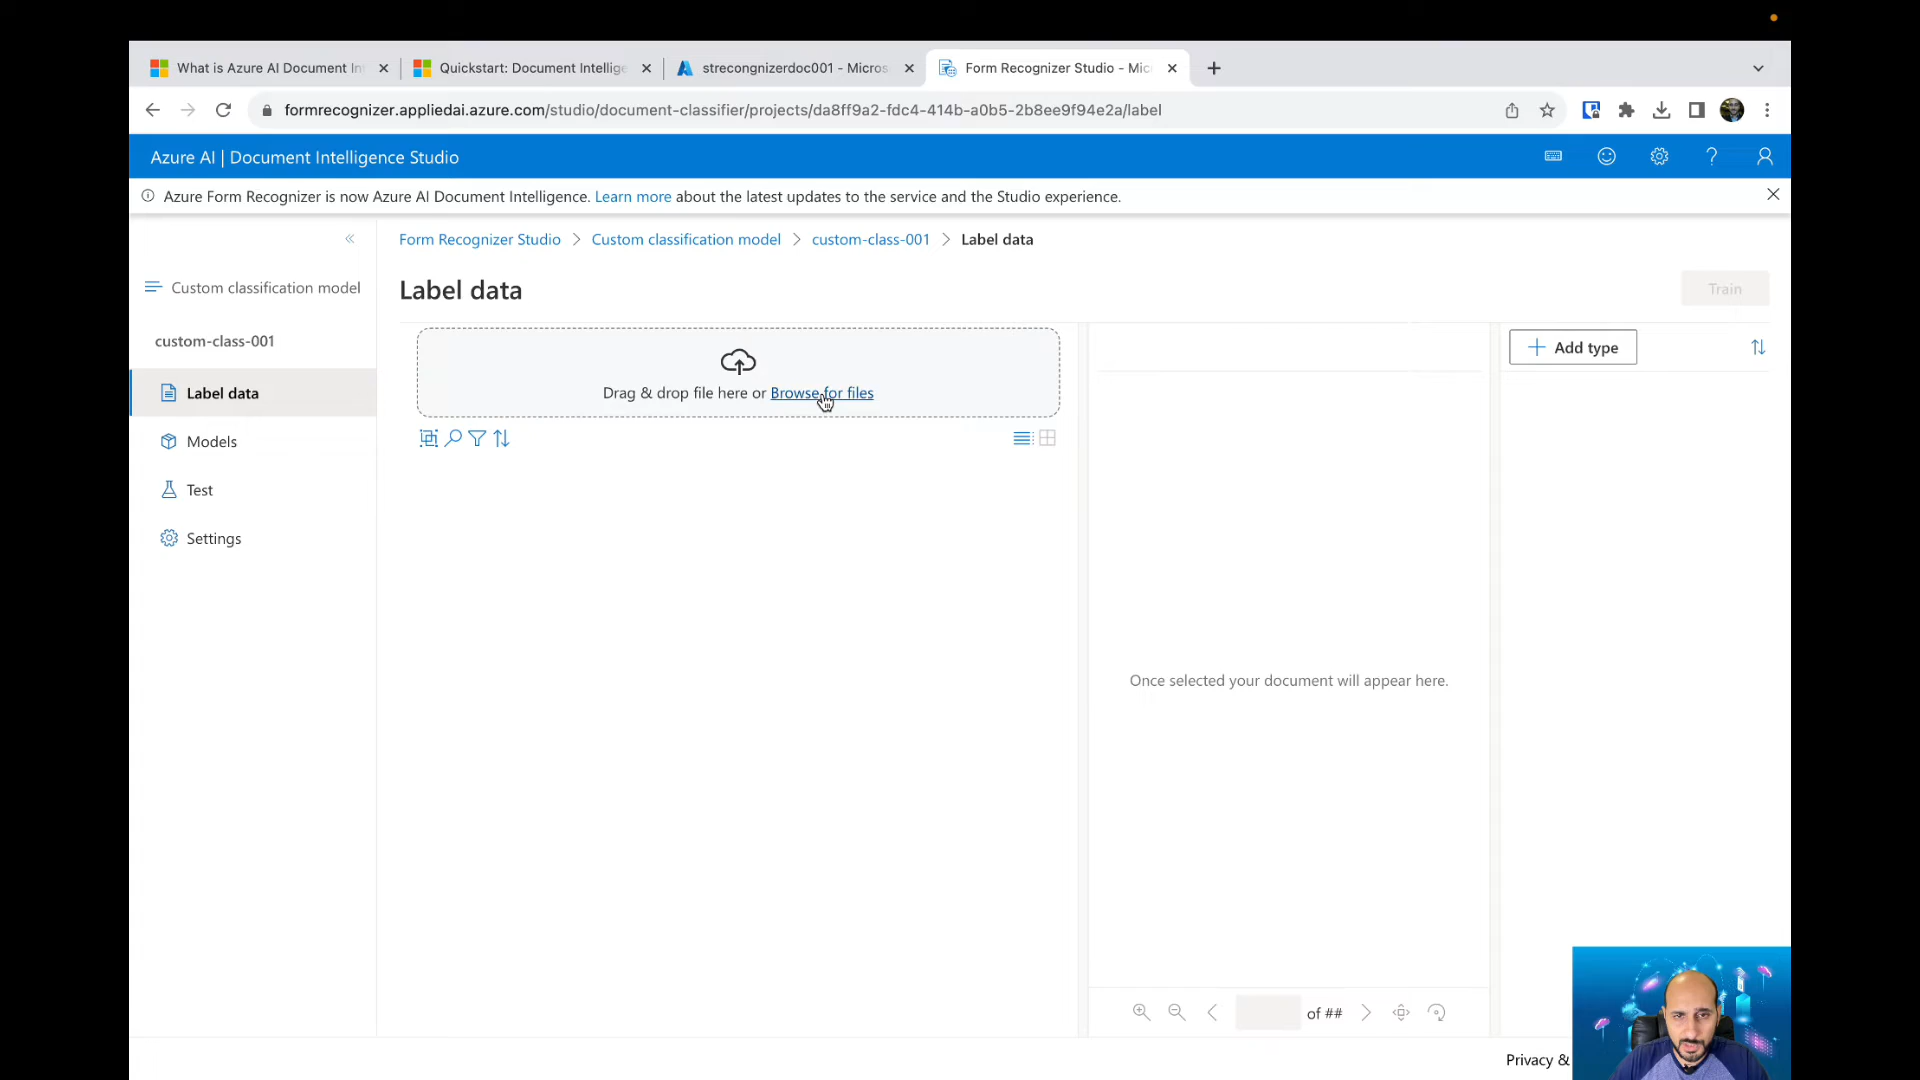 What is Azure AI Document In
Quickstart: Document Intellige
strecongnizerdoc001 - Micros
Form Recognizer Studio - Mic
formrecognizer.appliedai.azure.com/studio/document-classifier/projects/da8ff9a2-fdc4-414b-a0b5-2b8ee9f94e2a/label
Azure AI | Document Intelligence Studio
Azure Form Recognizer is now Azure AI Document Intelligence. Learn more about the latest updates to the service and the Studio experience.
Form Recognizer Studio > Custom classification model > custom-class-001 > Label data
Custom classification model
Label data
Train
custom-class-001
Add type
Drag & drop file here or Browse for files
Label data
Models
Test
Settings
Once selected your document will appear here.
of ##
Privacy &